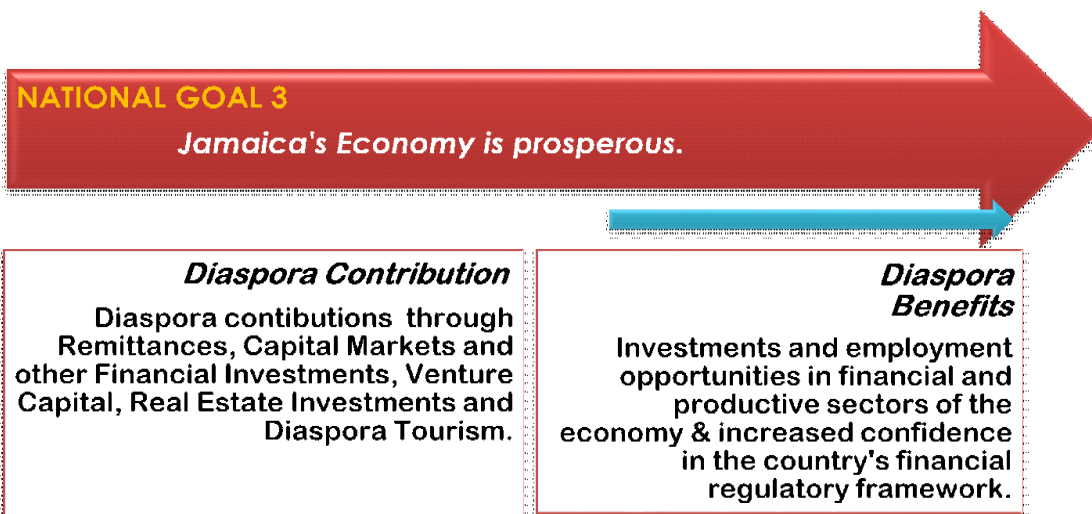 NATIONAL GOAL 3
Jamaica's Economy is prosperous.
Diaspora Contribution
Diaspora contibutions through
Remittances, Capital Markets and
other Financial Investments, Venture
Capital, Real Estate Investments and
Diaspora Tourism.
Diaspora
Benefits
Investments and employment
opportunities in financial and
productive sectors of the
economy & increased confidence
in the country's financial
regulatory framework.